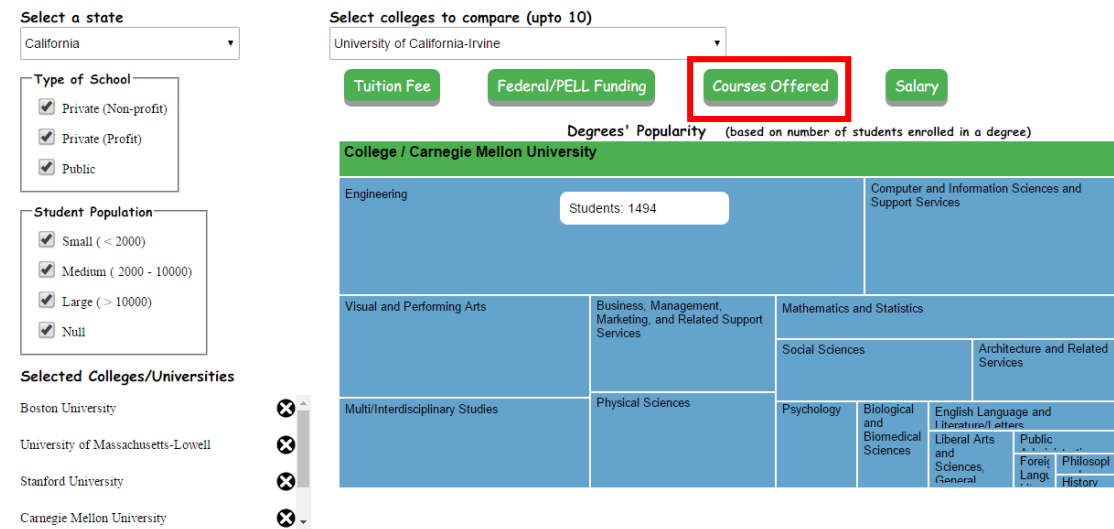 Select a state
California
Type of School
Private (Non-profit)
Private (Profit)
Public
Student Population
Small ( < 2000)
Medium ( 2000 - 10000)
Large ( > 10000)
Null
Selected Colleges/Universities
Boston University
University of Massachusetts-Lowell
Stanford University
Carnegie Mellon University
Select colleges to compare (upto 10)
University of California-Irvine
Tuition Fee
Federal/PELL Funding
Courses Offered
Salary
Degrees' Popularity (based on number of students enrolled in a degree)
College / Carnegie Mellon University
Engineering
Students: 1494
Computer and Information Sciences and
Support Services
Visual and Performing Arts
Business, Management,
Marketing, and Related Support
Services
Mathematics and Statistics
Social Sciences
Architecture and Related
Services
Multi/Interdisciplinary Studies
Physical Sciences
Psychology
Biological
and
Biomedical
Sciences
English Language and
Literature/Letters
Liberal Arts
and
Sciences,
General
Public
Foreig
Langu
Philosoph
History